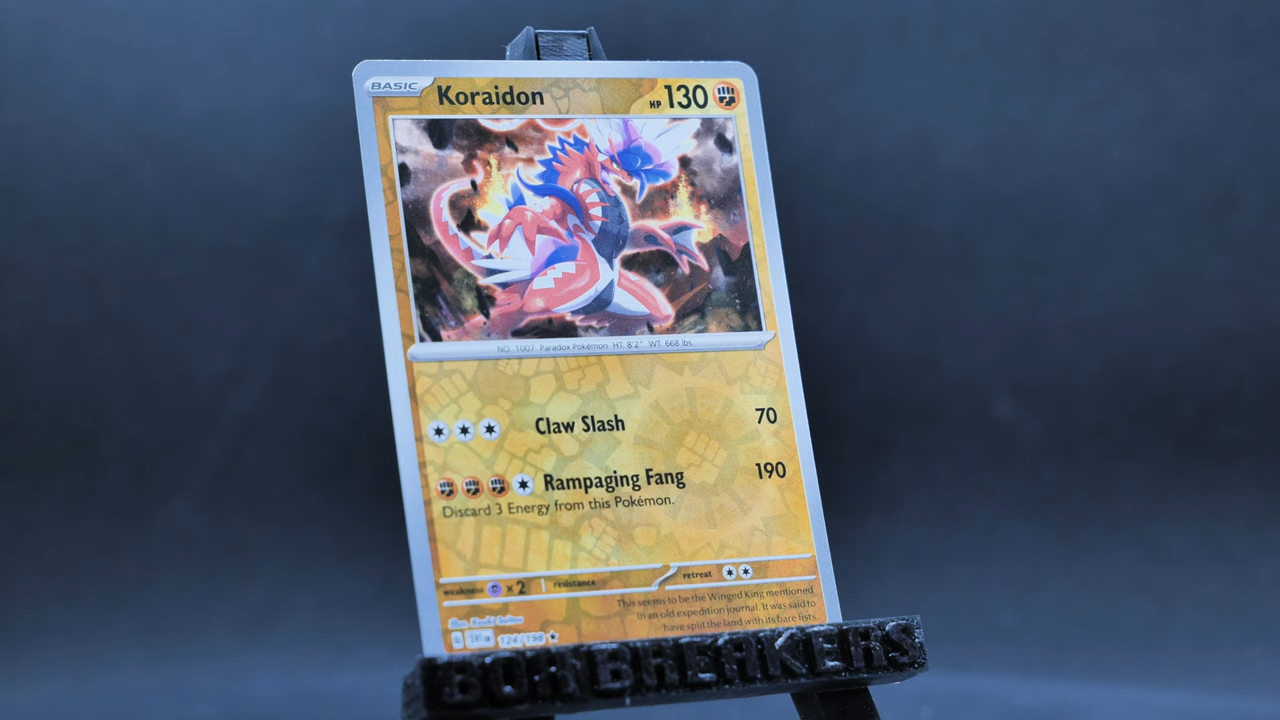 BASIC Koraidon HP 130
NO. 1007 Paradox Pokémon HT. 8'2" WT. 668 lbs.
Claw Slash 70
Rampaging Fang 190
Discard 3 Energy from this Pokémon.
weakness ×2 resistance retreat
This seems to be the Winged King mentioned
in an old expedition journal. It was said to
have split the land with its bare fists.
Illus.
124/198
BOXBREAKERS